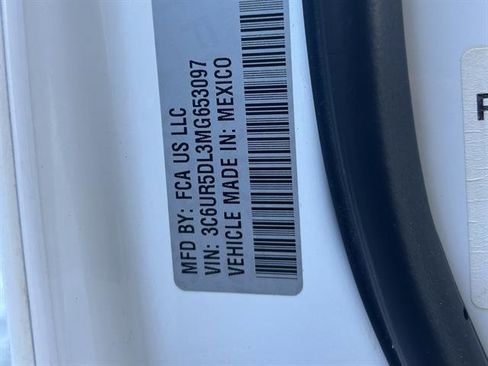 MFD BY: FCA US LLC
VIN: 3C6UR5DL3MG653097
VEHICLE MADE IN: MEXICO